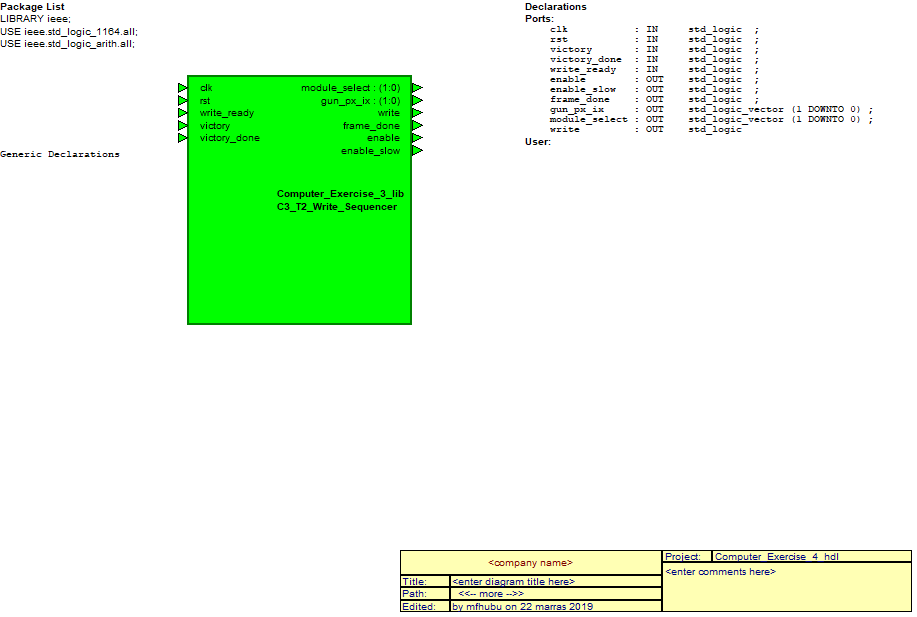 Package List
LIBRARY ieee;
USE ieee.std_logic_1164.all;
USE ieee.std_logic_arith.all;
Declarations
Ports:
clk : IN std_logic ;
rst : IN std_logic ;
victory : IN std_logic ;
victory_done : IN std_logic ;
write_ready : IN std_logic ;
enable : OUT std_logic ;
enable_slow : OUT std_logic ;
frame_done : OUT std_logic ;
gun_px_ix : OUT std_logic_vector (1 DOWNTO 0) ;
module_select : OUT std_logic_vector (1 DOWNTO 0) ;
write : OUT std_logic
User:
Generic Declarations
clk module_select : (1:0)
rst gun_px_ix : (1:0)
write_ready write
victory frame_done
victory_done enable
enable_slow
Computer_Exercise_3_lib
C3_T2_Write_Sequencer
<company name>
Title: <enter diagram title here>
Path: <<-- more -->>
Edited: by mfhubu on 22 marras 2019
Project: Computer_Exercise_4_hdl
<enter comments here>